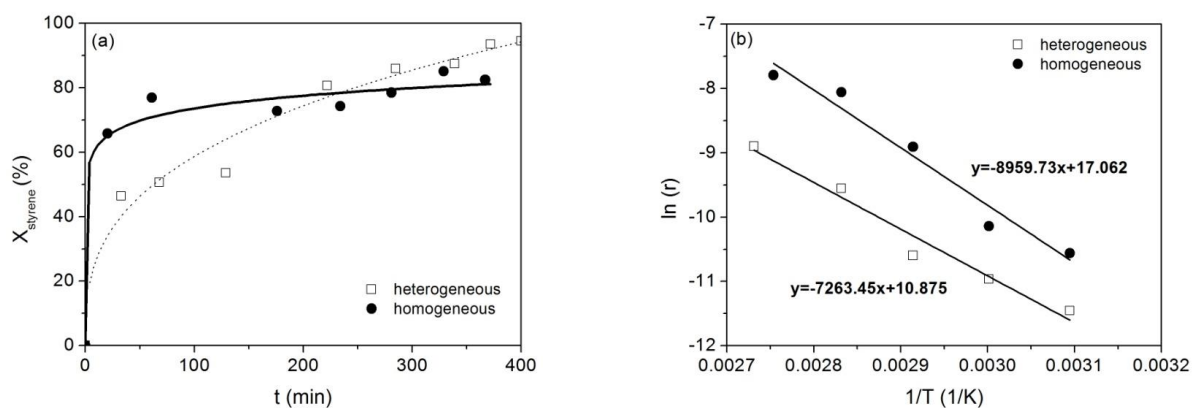 (a)
100
80
60
40
20
0
X styrene (%)
0 100 200 300 400
t (min)
heterogeneous
homogeneous
(b)
-7
-8
-9
-10
-11
-12
ln (r)
0.0027 0.0028 0.0029 0.0030 0.0031 0.0032
1/T (1/K)
heterogeneous
homogeneous
y=-8959.73x+17.062
y=-7263.45x+10.875